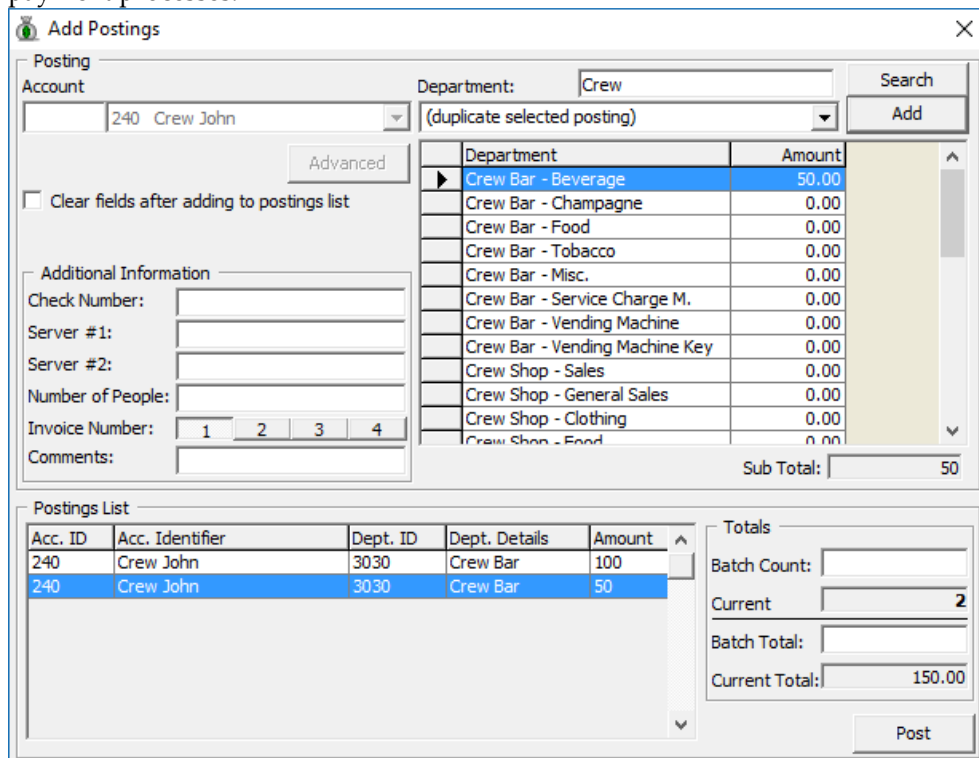 Add Postings
Posting
Account
Department: Crew
Search
240 Crew John
(duplicate selected posting)
Add
Advanced
Clear fields after adding to postings list
Department Amount
Crew Bar - Beverage 50.00
Crew Bar - Champagne 0.00
Crew Bar - Food 0.00
Crew Bar - Tobacco 0.00
Crew Bar - Misc. 0.00
Crew Bar - Service Charge M. 0.00
Crew Bar - Vending Machine 0.00
Crew Bar - Vending Machine Key 0.00
Crew Shop - Sales 0.00
Crew Shop - General Sales 0.00
Crew Shop - Clothing 0.00
Crew Shop - Food 0.00
Sub Total: 50
Additional Information
Check Number:
Server #1:
Server #2:
Number of People:
Invoice Number: 1 2 3 4
Comments:
Postings List
Acc. ID Acc. Identifier Dept. ID Dept. Details Amount
240 Crew John 3030 Crew Bar 100
240 Crew John 3030 Crew Bar 50
Totals
Batch Count:
Current 2
Batch Total:
Current Total: 150.00
Post